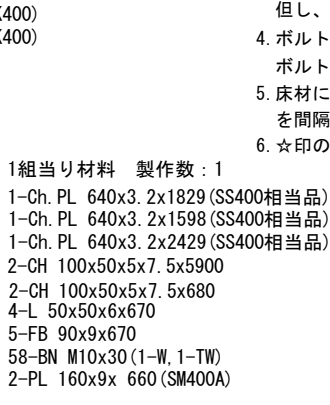 (400)
(400)
但し、
4. ボルト
ボルト
5. 床材に
を間隔
6. ☆印の
1組当り材料　製作数：1
1-Ch. PL 640x3. 2x1829(SS400相当品)
1-Ch. PL 640x3. 2x1598(SS400相当品)
1-Ch. PL 640x3. 2x2429(SS400相当品)
2-CH 100x50x5x7. 5x5900
2-CH 100x50x5x7. 5x680
4-L 50x50x6x670
5-FB 90x9x670
58-BN M10x30(1-W, 1-TW)
2-PL 160x9x 660(SM400A)